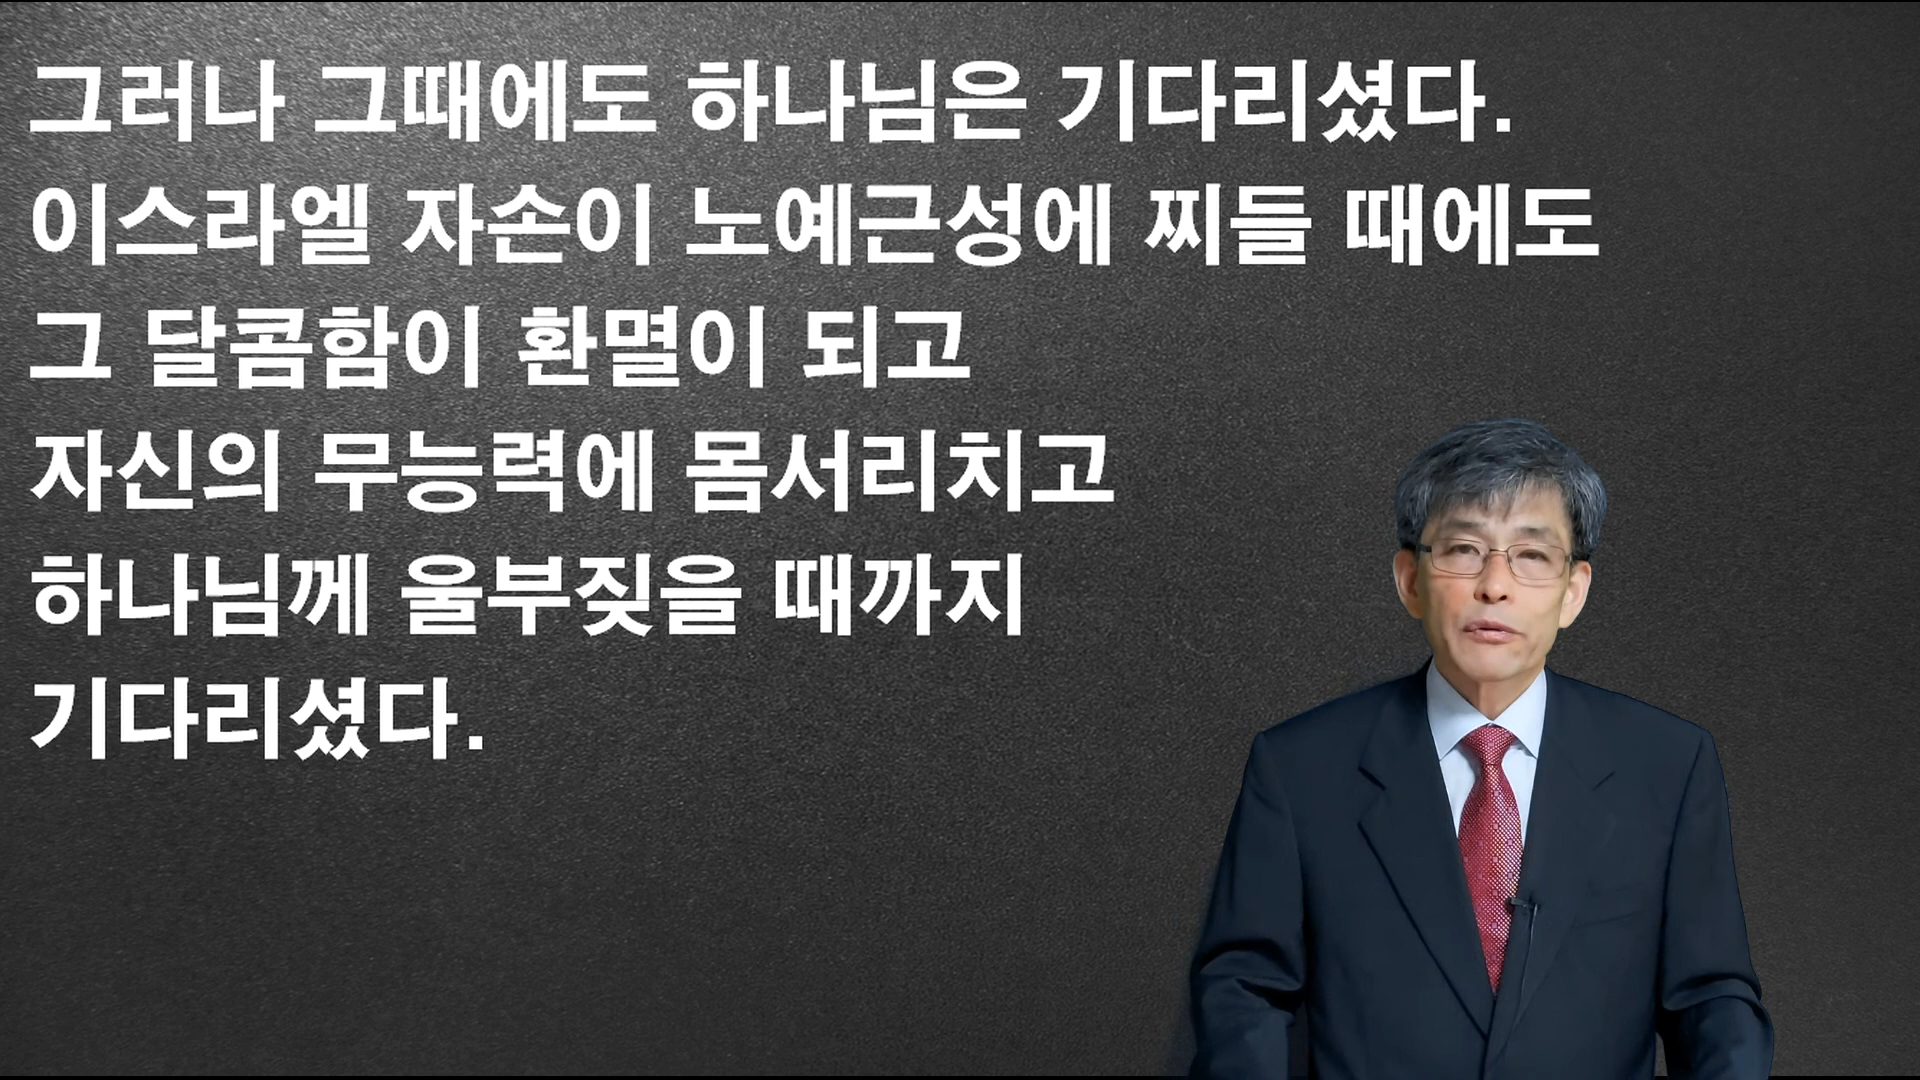 그러나 그때에도 하나님은 기다리셨다.
이스라엘 자손이 노예근성에 찌들 때에도
그 달콤함이 환멸이 되고
자신의 무능력에 몸서리치고
하나님께 울부짖을 때까지
기다리셨다.